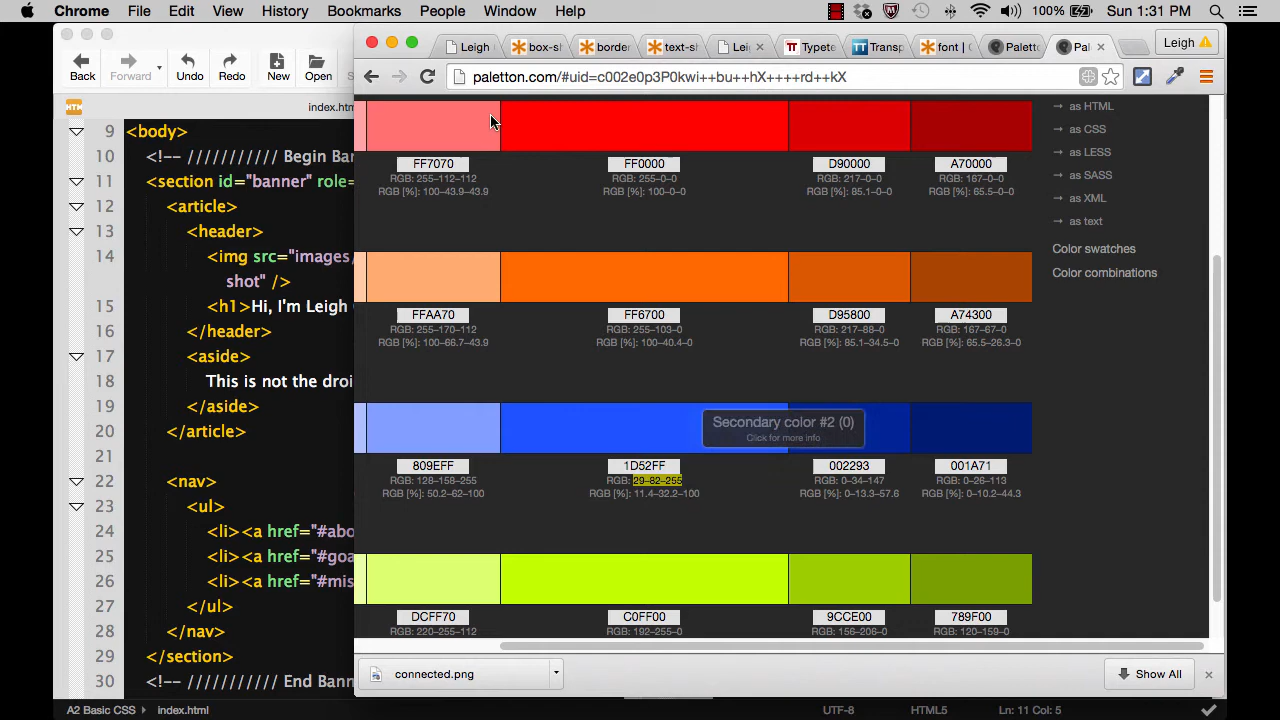 Chrome File Edit View History Bookmarks People Window Help 100% Sun 1:31 PM
Leigh box-sh border text-sh Lei Typete Transp font | Palett Pal Leigh
Back Forward Undo Redo New Open
paletton.com/#uid=c002e0p3P0kwi++bu++hX++++rd++kX
index.htm
9 <body>
10 <!-- /////////// Begin Bar
11 <section id="banner" role=
12 <article>
13 <header>
14 <img src="images/
shot" />
15 <h1>Hi, I'm Leigh
16 </header>
17 <aside>
18 This is not the droi
19 </aside>
20 </article>
21
22 <nav>
23 <ul>
24 <li><a href="#abo
25 <li><a href="#goa
26 <li><a href="#mis
27 </ul>
28 </nav>
29 </section>
30 <!-- /////////// End Bann
FF7070 FF0000 D90000 A70000
RGB: 255–112–112 RGB: 255–0–0 RGB: 217–0–0 RGB: 167–0–0
RGB [%]: 100–43.9–43.9 RGB [%]: 100–0–0 RGB [%]: 85.1–0–0 RGB [%]: 65.5–0–0
FFAA70 FF6700 D95800 A74300
RGB: 255–170–112 RGB: 255–103–0 RGB: 217–88–0 RGB: 167–67–0
RGB [%]: 100–66.7–43.9 RGB [%]: 100–40.4–0 RGB [%]: 85.1–34.5–0 RGB [%]: 65.5–26.3–0
Secondary color #2 (0)
Click for more info
809EFF 1D52FF 002293 001A71
RGB: 128–158–255 RGB: 29–82–255 RGB: 0–34–147 RGB: 0–26–113
RGB [%]: 50.2–62–100 RGB [%]: 11.4–32.2–100 RGB [%]: 0–13.3–57.6 RGB [%]: 0–10.2–44.3
DCFF70 C0FF00 9CCE00 789F00
RGB: 220–255–112 RGB: 192–255–0 RGB: 156–206–0 RGB: 120–159–0
→ as HTML
→ as CSS
→ as LESS
→ as SASS
→ as XML
→ as text
Color swatches
Color combinations
connected.png Show All
A2 Basic CSS index.html UTF-8 HTML5 Ln: 11 Col: 5